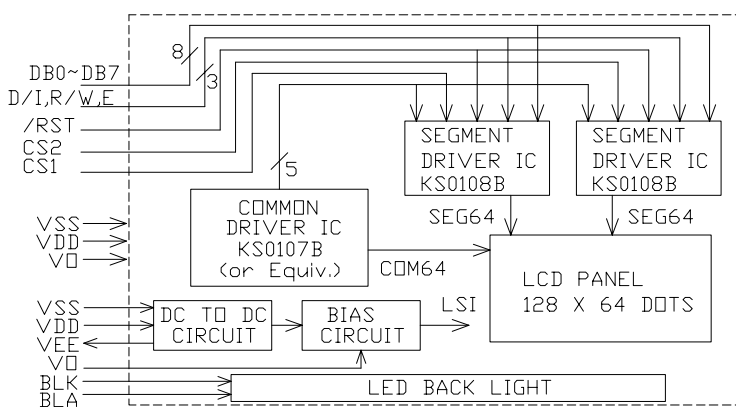 8
DB0~DB7
3
D/I,R/W,E
/RST
CS2
CS1
SEGMENT
DRIVER IC
KS0108B
SEGMENT
DRIVER IC
KS0108B
5
COMMON
DRIVER IC
KS0107B
(or Equiv.)
SEG64
SEG64
VSS
VDD
VO
COM64
LCD PANEL
128 X 64 DOTS
VSS
VDD
VEE
VO
DC TO DC
CIRCUIT
BIAS
CIRCUIT
LSI
BLK
BLA
LED BACK LIGHT